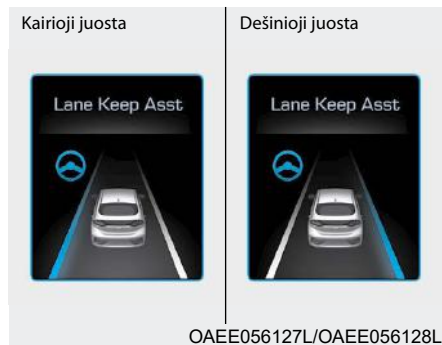 Kairioji juosta
Dešinioji juosta
Lane Keep Asst
Lane Keep Asst
OAEE056127L/OAEE056128L